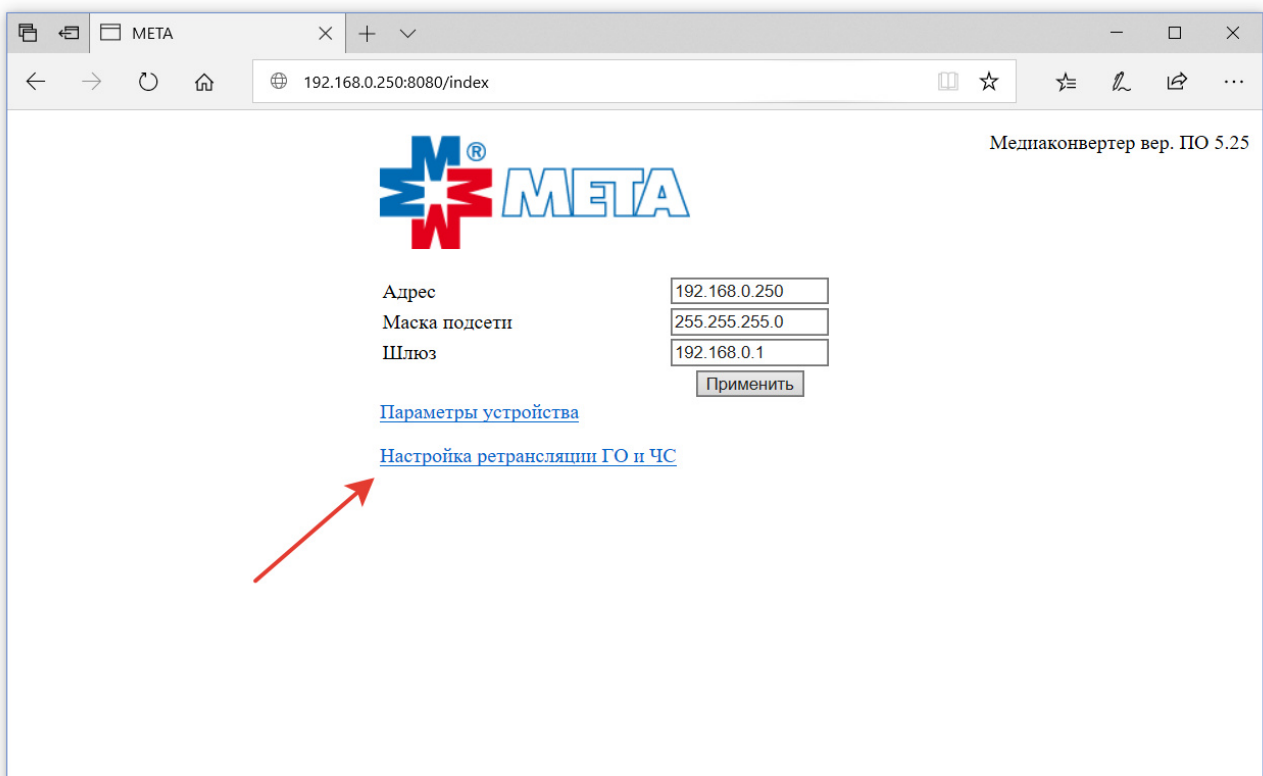 META
192.168.0.250:8080/index
Медиаконвертер вер. ПО 5.25
® МЕТА
Адрес 192.168.0.250
Маска подсети 255.255.255.0
Шлюз 192.168.0.1
Применить
Параметры устройства
Настройка ретрансляции ГО и ЧС